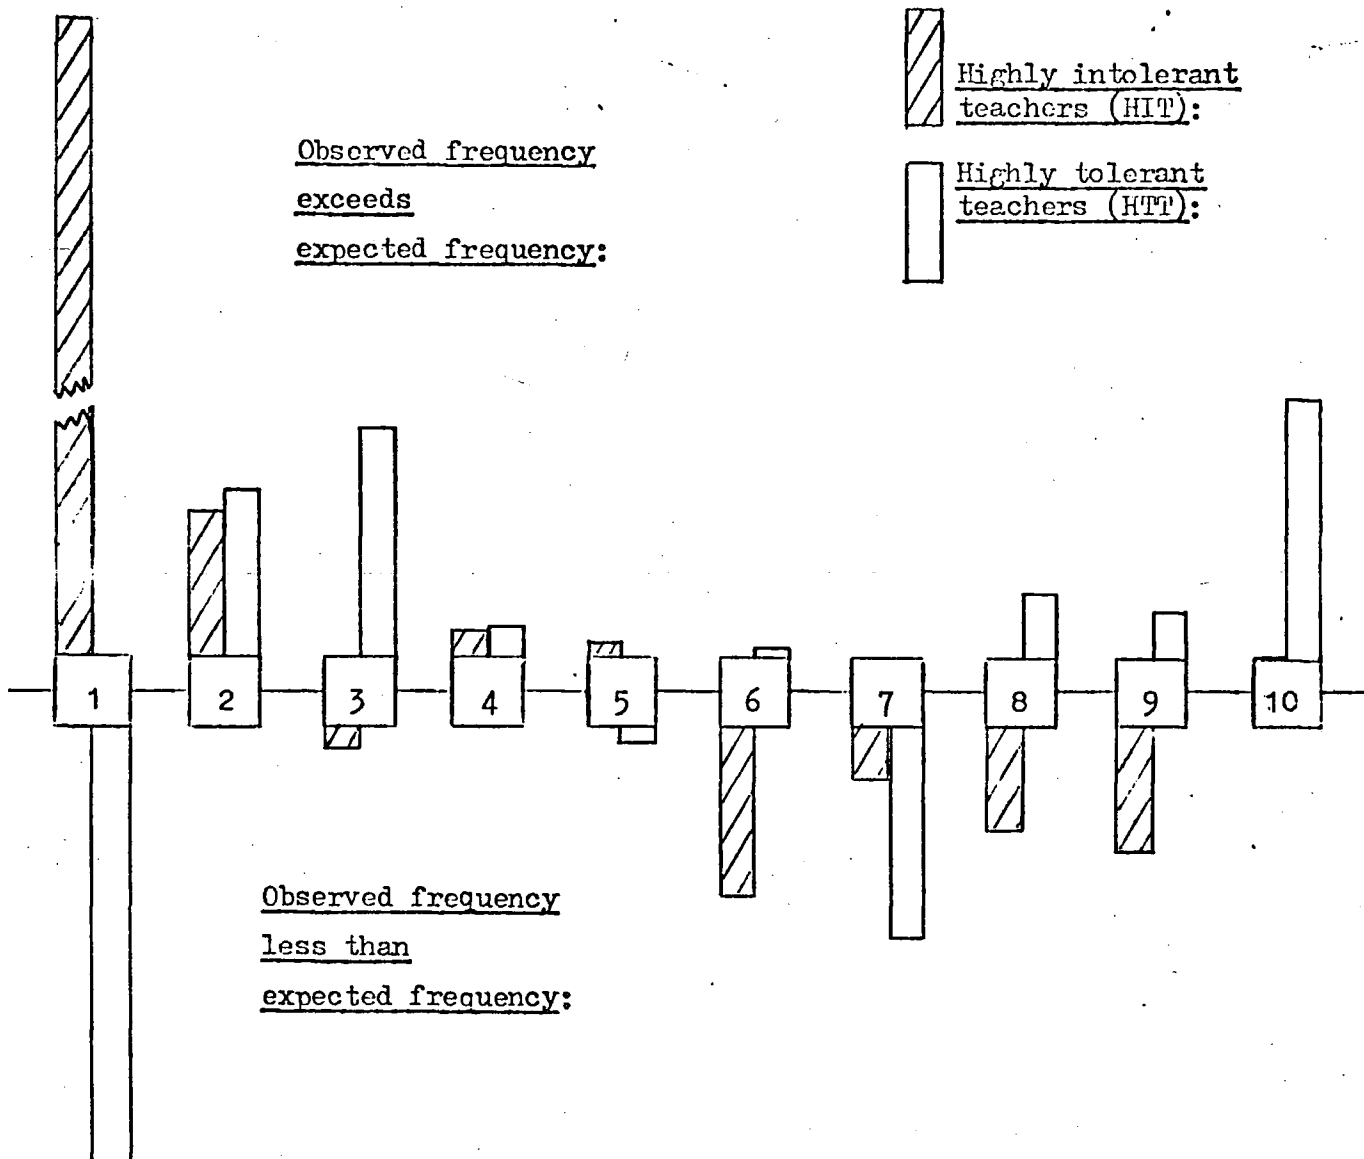 Highly intolerant
teachers (HIT):
Observed frequency
exceeds
expected frequency:
Highly tolerant
teachers (HTT):
1 2 3 4 5 6 7 8 9 10
Observed frequency
less than
expected frequency: